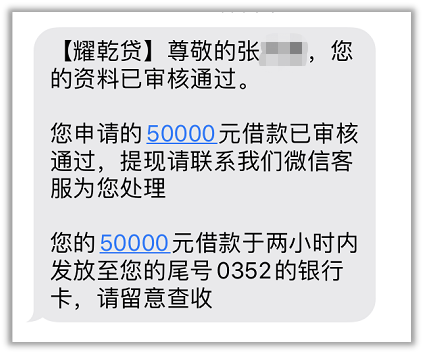 【耀乾贷】尊敬的张，您
的资料已审核通过。
您申请的50000元借款已审核
通过，提现请联系我们微信客
服为您处理
您的50000元借款于两小时内
发放至您的尾号0352的银行
卡，请留意查收